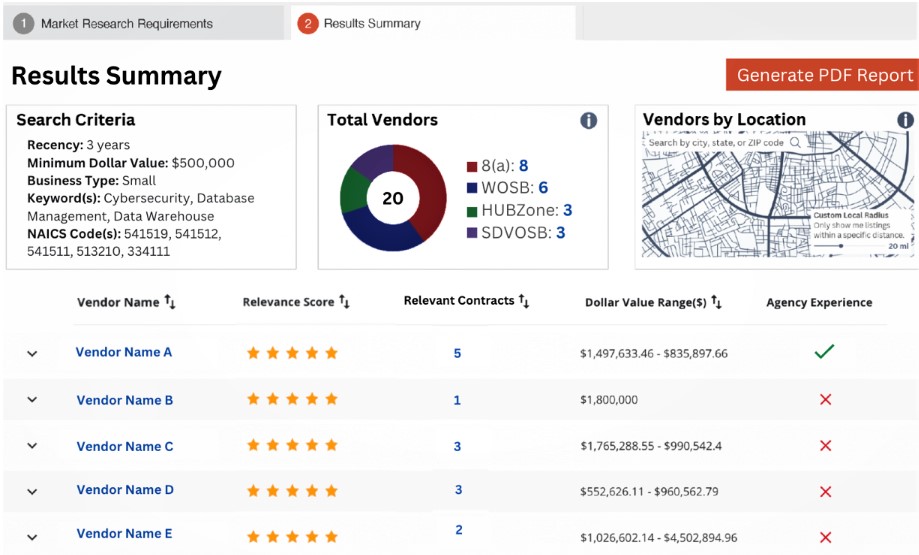 1 Market Research Requirements
2 Results Summary
Results Summary
Generate PDF Report
Search Criteria
Recency: 3 years
Minimum Dollar Value: $500,000
Business Type: Small
Keyword(s): Cybersecurity, Database
Management, Data Warehouse
NAICS Code(s): 541519, 541512,
541511, 513210, 334111
Total Vendors
i
20
8(a): 8
WOSB: 6
HUBZone: 3
SDVOSB: 3
Vendors by Location
i
Search by city, state, or ZIP code
Custom Local Radius
Only show me listings
within a specific distance.
20 mi
Vendor Name Relevance Score Relevant Contracts Dollar Value Range($) Agency Experience
Vendor Name A 5 $1,497,633.46 - $835,897.66
Vendor Name B 1 $1,800,000
Vendor Name C 3 $1,765,288.55 - $990,542.4
Vendor Name D 3 $552,626.11 - $960,562.79
Vendor Name E 2 $1,026,602.14 - $4,502,894.96